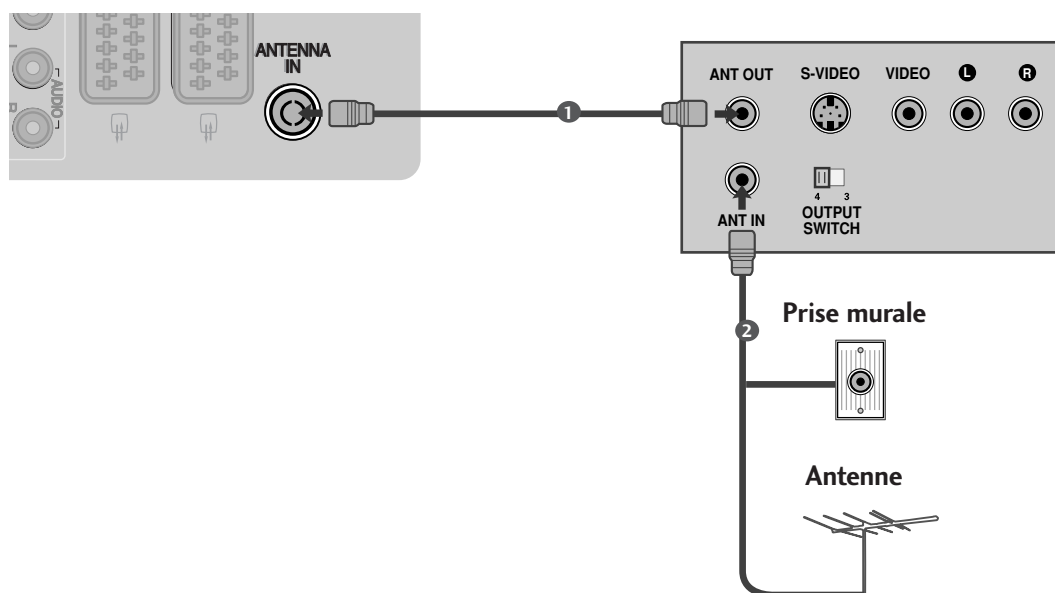 ANTENNA
IN
AUDIO
R
1
ANT OUT
S-VIDEO
VIDEO
L
R
ANT IN
4 3
OUTPUT
SWITCH
2
Prise murale
Antenne